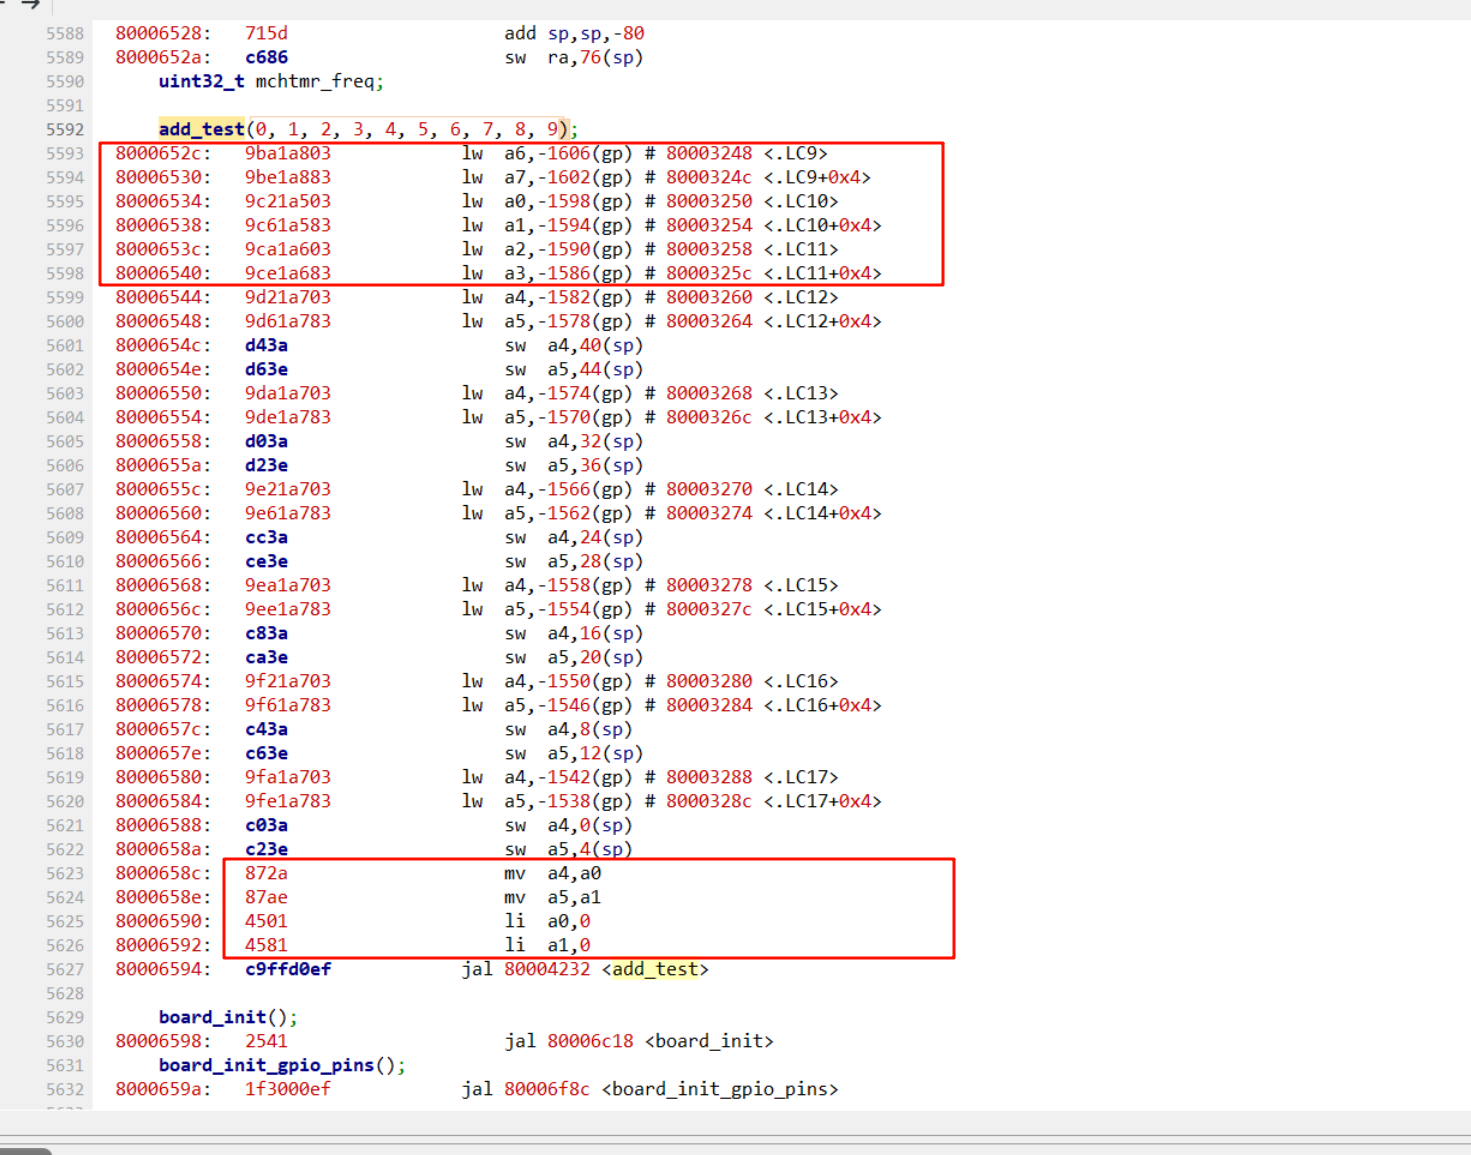 5588 80006528: 715d add sp,sp,-80
5589 8000652a: c686 sw ra,76(sp)
5590 uint32_t mchtmr_freq;
5591
5592 add_test(0, 1, 2, 3, 4, 5, 6, 7, 8, 9);
5593 8000652c: 9ba1a803 lw a6,-1606(gp) # 80003248 <.LC9>
5594 80006530: 9be1a883 lw a7,-1602(gp) # 8000324c <.LC9+0x4>
5595 80006534: 9c21a503 lw a0,-1598(gp) # 80003250 <.LC10>
5596 80006538: 9c61a583 lw a1,-1594(gp) # 80003254 <.LC10+0x4>
5597 8000653c: 9ca1a603 lw a2,-1590(gp) # 80003258 <.LC11>
5598 80006540: 9ce1a683 lw a3,-1586(gp) # 8000325c <.LC11+0x4>
5599 80006544: 9d21a703 lw a4,-1582(gp) # 80003260 <.LC12>
5600 80006548: 9d61a783 lw a5,-1578(gp) # 80003264 <.LC12+0x4>
5601 8000654c: d43a sw a4,40(sp)
5602 8000654e: d63e sw a5,44(sp)
5603 80006550: 9da1a703 lw a4,-1574(gp) # 80003268 <.LC13>
5604 80006554: 9de1a783 lw a5,-1570(gp) # 8000326c <.LC13+0x4>
5605 80006558: d03a sw a4,32(sp)
5606 8000655a: d23e sw a5,36(sp)
5607 8000655c: 9e21a703 lw a4,-1566(gp) # 80003270 <.LC14>
5608 80006560: 9e61a783 lw a5,-1562(gp) # 80003274 <.LC14+0x4>
5609 80006564: cc3a sw a4,24(sp)
5610 80006566: ce3e sw a5,28(sp)
5611 80006568: 9ea1a703 lw a4,-1558(gp) # 80003278 <.LC15>
5612 8000656c: 9ee1a783 lw a5,-1554(gp) # 8000327c <.LC15+0x4>
5613 80006570: c83a sw a4,16(sp)
5614 80006572: ca3e sw a5,20(sp)
5615 80006574: 9f21a703 lw a4,-1550(gp) # 80003280 <.LC16>
5616 80006578: 9f61a783 lw a5,-1546(gp) # 80003284 <.LC16+0x4>
5617 8000657c: c43a sw a4,8(sp)
5618 8000657e: c63e sw a5,12(sp)
5619 80006580: 9fa1a703 lw a4,-1542(gp) # 80003288 <.LC17>
5620 80006584: 9fe1a783 lw a5,-1538(gp) # 8000328c <.LC17+0x4>
5621 80006588: c03a sw a4,0(sp)
5622 8000658a: c23e sw a5,4(sp)
5623 8000658c: 872a mv a4,a0
5624 8000658e: 87ae mv a5,a1
5625 80006590: 4501 li a0,0
5626 80006592: 4581 li a1,0
5627 80006594: c9ffd0ef jal 80004232 <add_test>
5628
5629 board_init();
5630 80006598: 2541 jal 80006c18 <board_init>
5631 board_init_gpio_pins();
5632 8000659a: 1f3000ef jal 80006f8c <board_init_gpio_pins>